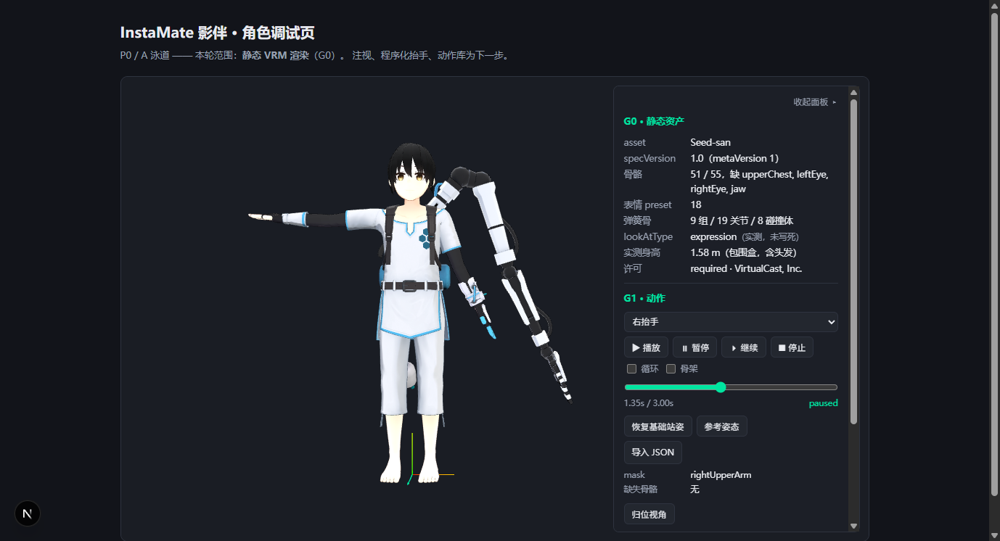 InstaMate 影伴 • 角色调试页
P0 / A 泳道 —— 本轮范围：静态 VRM 渲染（G0）。 注视、程序化抬手、动作库为下一步。
收起面板 ▸
G0 • 静态资产
asset Seed-san
specVersion 1.0（metaVersion 1）
骨骼 51 / 55，缺 upperChest, leftEye,
rightEye, jaw
表情 preset 18
弹簧骨 9 组 / 19 关节 / 8 碰撞体
lookAtType expression（实测，未写死）
实测身高 1.58 m（包围盒，含头发）
许可 required · VirtualCast, Inc.
G1 • 动作
右抬手
▶ 播放 ⏸ 暂停 ⏵ 继续 ■ 停止
循环 骨架
1.35s / 3.00s paused
恢复基础站姿 参考姿态
导入 JSON
mask rightUpperArm
缺失骨骼 无
归位视角
N